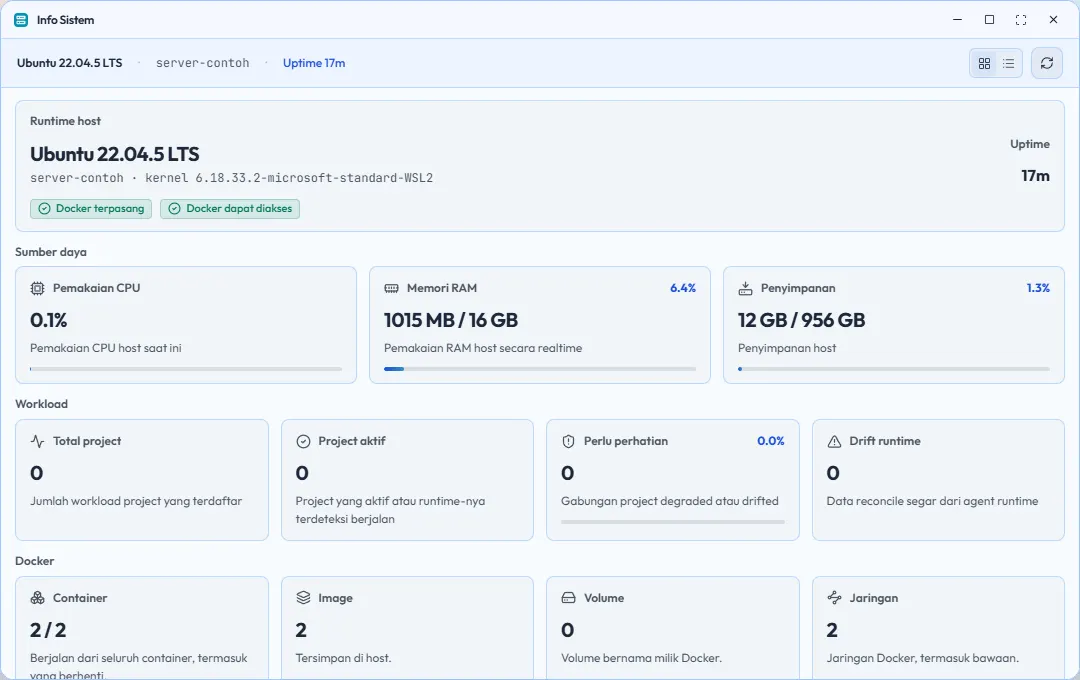 Info Sistem
Ubuntu 22.04.5 LTS · server-contoh · Uptime 17m
Runtime host
Ubuntu 22.04.5 LTS
server-contoh · kernel 6.18.33.2-microsoft-standard-WSL2
Docker terpasang Docker dapat diakses
Uptime
17m
Sumber daya
Pemakaian CPU
0.1%
Pemakaian CPU host saat ini
Memori RAM 6.4%
1015 MB / 16 GB
Pemakaian RAM host secara realtime
Penyimpanan 1.3%
12 GB / 956 GB
Penyimpanan host
Workload
Total project
0
Jumlah workload project yang terdaftar
Project aktif
0
Project yang aktif atau runtime-nya
terdeteksi berjalan
Perlu perhatian 0.0%
0
Gabungan project degraded atau drifted
Drift runtime
0
Data reconcile segar dari agent runtime
Docker
Container
2 / 2
Berjalan dari seluruh container, termasuk
yang berhenti.
Image
2
Tersimpan di host.
Volume
0
Volume bernama milik Docker.
Jaringan
2
Jaringan Docker, termasuk bawaan.